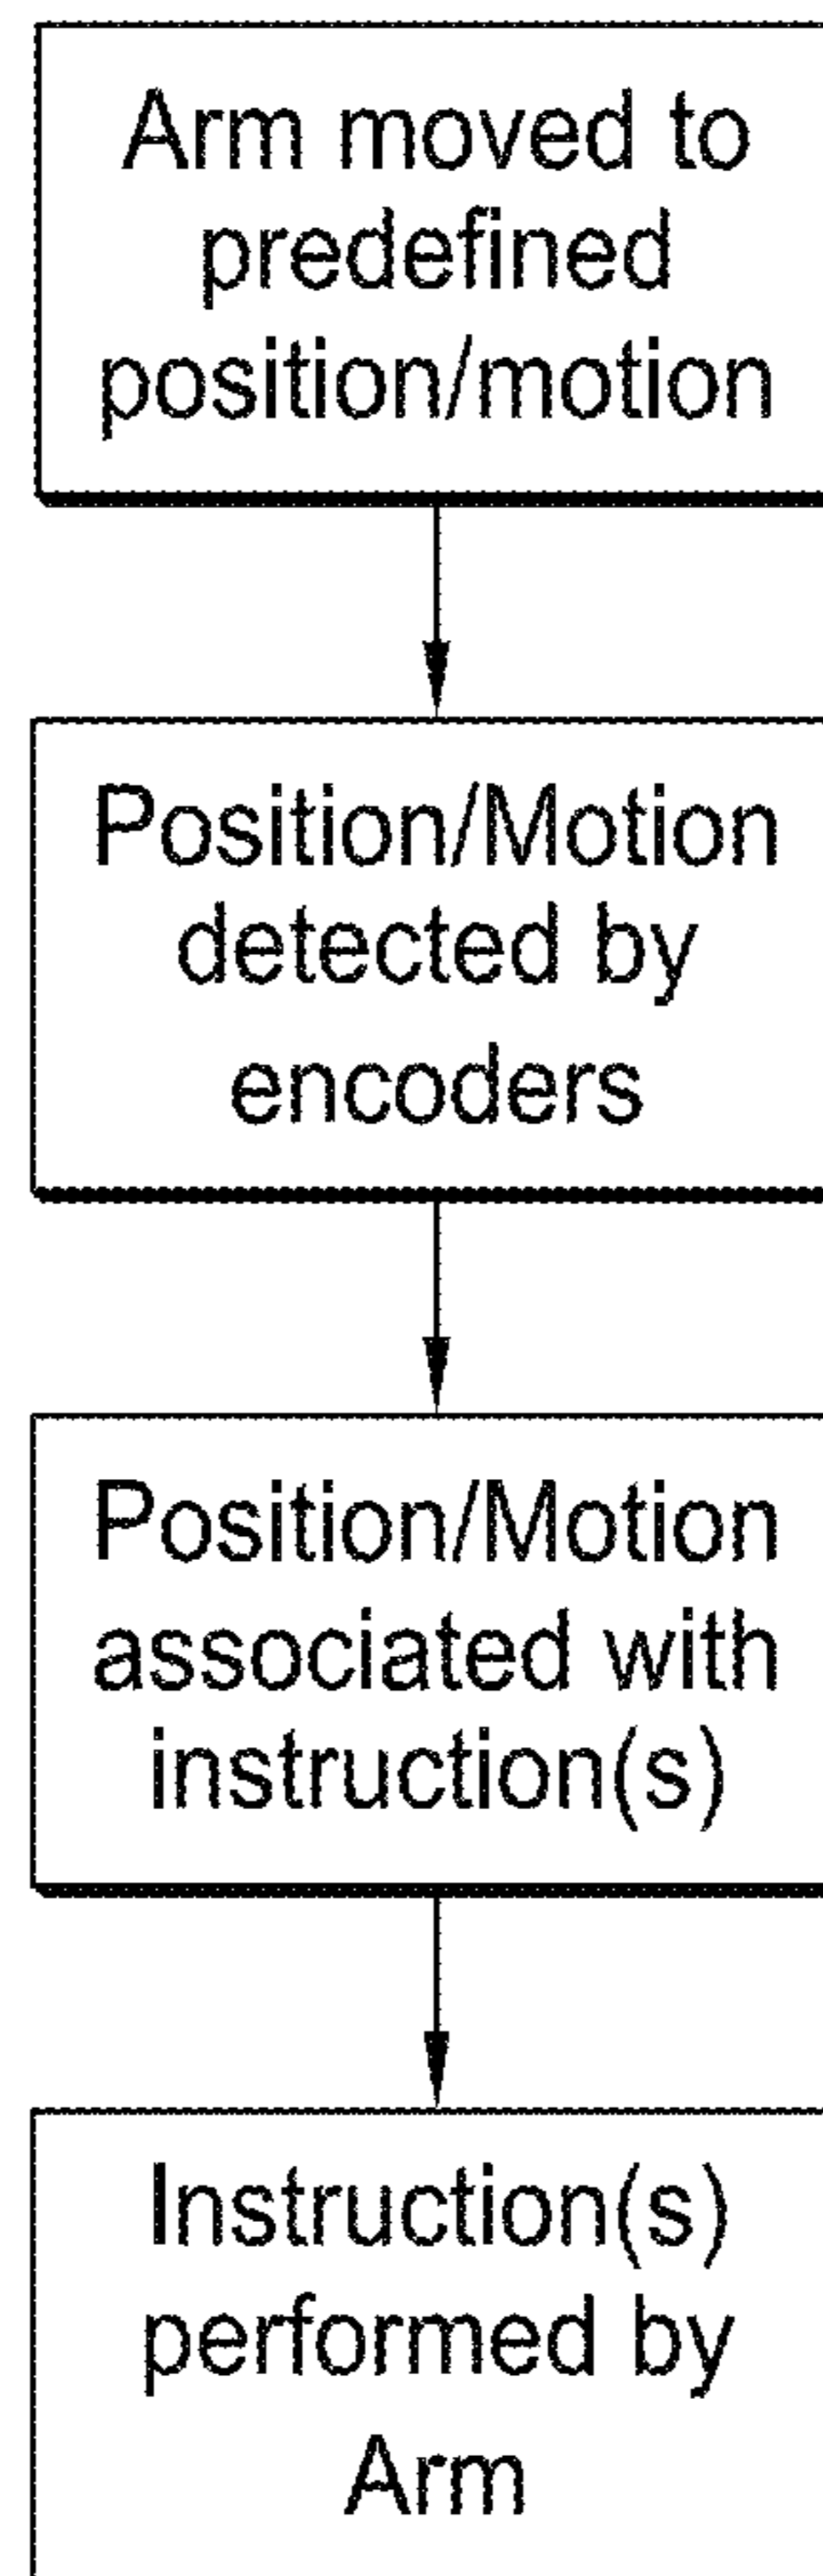 Arm moved to
predefined
position/motion
Position/Motion
detected by
encoders
Position/Motion
associated with
instruction(s)
Instruction(s)
performed by
Arm